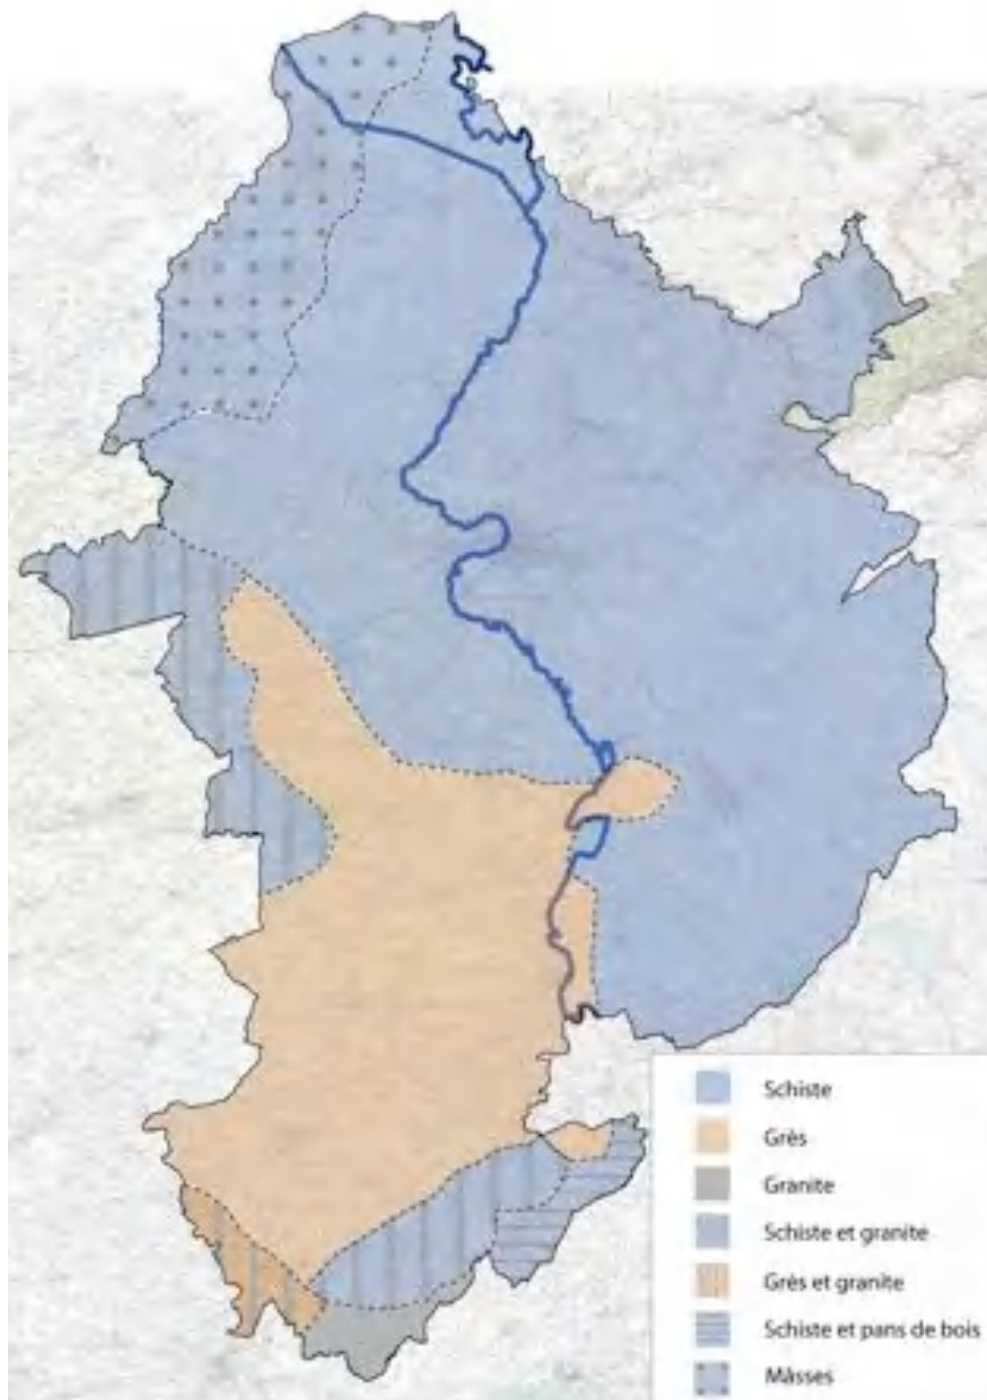 Schiste
Grès
Granite
Schiste et granite
Grès et granite
Schiste et pans de bois
Mâsses